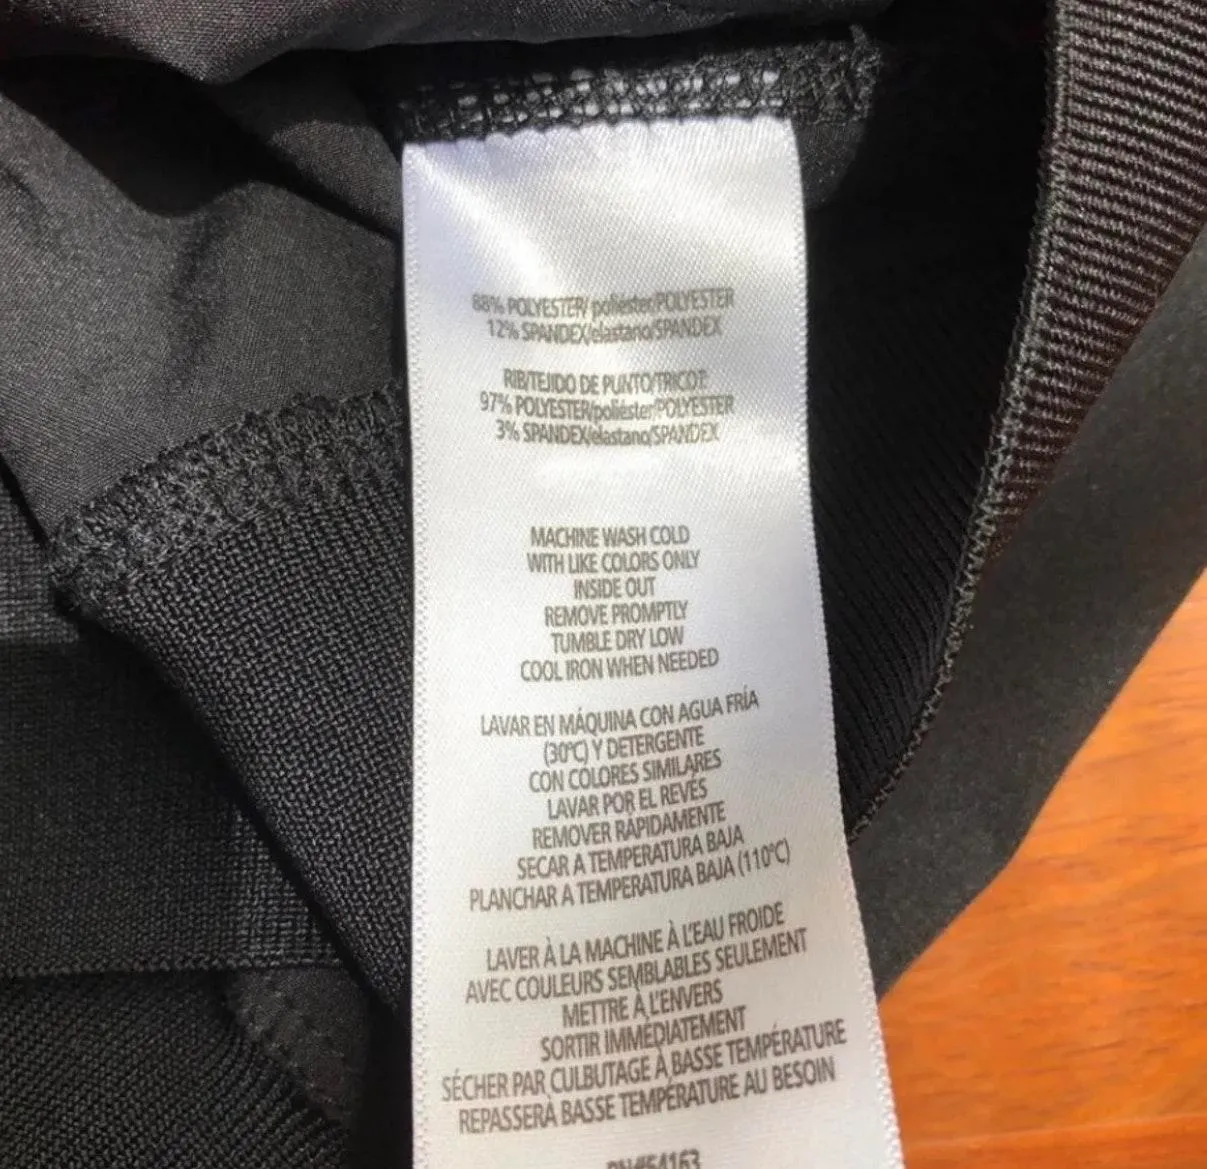 88% POLYESTER/ poliéster/POLYESTER
12% SPANDEX/elastano/SPANDEX
RIB/TEJIDO DE PUNTO/TRICOT:
97% POLYESTER/poliéster/POLYESTER
3% SPANDEX/elastano/SPANDEX
MACHINE WASH COLD
WITH LIKE COLORS ONLY
INSIDE OUT
REMOVE PROMPTLY
TUMBLE DRY LOW
COOL IRON WHEN NEEDED
LAVAR EN MÁQUINA CON AGUA FRÍA
(30°C) Y DETERGENTE
CON COLORES SIMILARES
LAVAR POR EL REVÉS
REMOVER RÁPIDAMENTE
SECAR A TEMPERATURA BAJA
PLANCHAR A TEMPERATURA BAJA (110°C)
LAVER À LA MACHINE À L'EAU FROIDE
AVEC COULEURS SEMBLABLES SEULEMENT
METTRE À L'ENVERS
SORTIR IMMÉDIATEMENT
SÉCHER PAR CULBUTAGE À BASSE TEMPÉRATURE
REPASSER À BASSE TEMPÉRATURE AU BESOIN